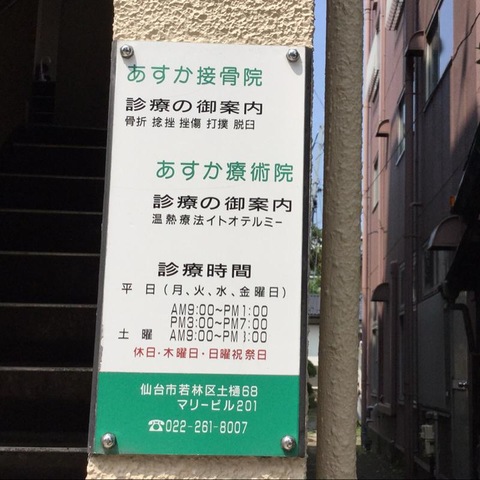 あすか接骨院
診療の御案内
骨折 捻挫 挫傷 打撲 脱臼
あすか療術院
診療の御案内
温熱療法イトオテルミー
診療時間
平 日 (月、火、水、金曜日)
AM9:00~PM1:00
PM3:00~PM7:00
土 曜 AM9:00~PM1:00
休日・木曜日・日曜祝祭日
仙台市若林区土樋68
マリービル201
☎022-261-8007